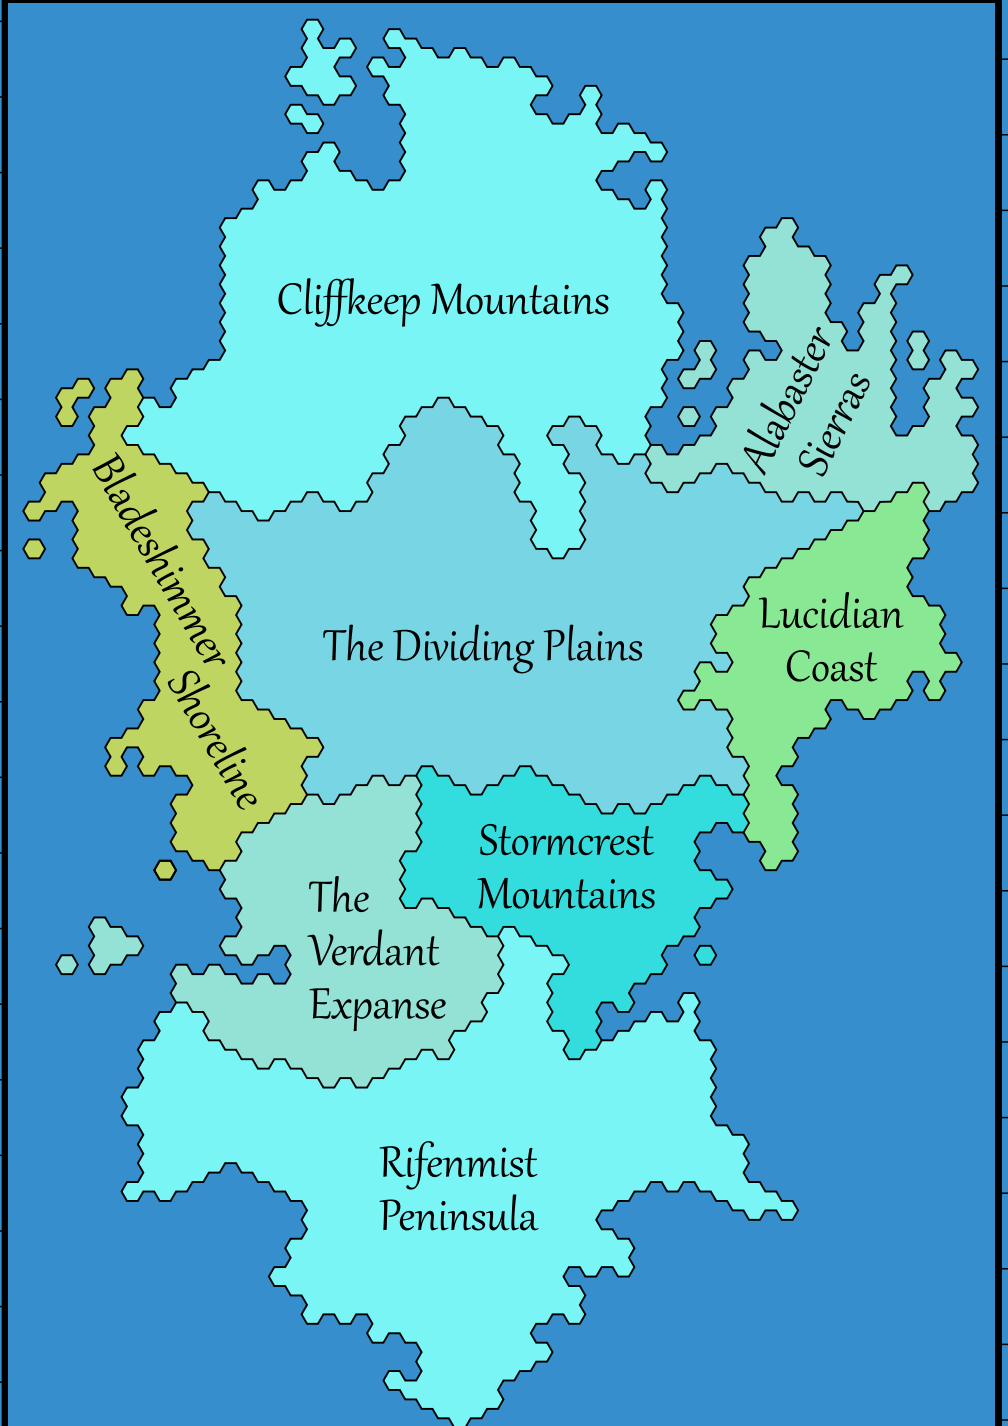 Cliffkeep Mountains
Alabaster
Sierras
Bladeshimmer
Shoreline
The Dividing Plains
Lucidian
Coast
Stormcrest
Mountains
The
Verdant
Expanse
Rifenmist
Peninsula